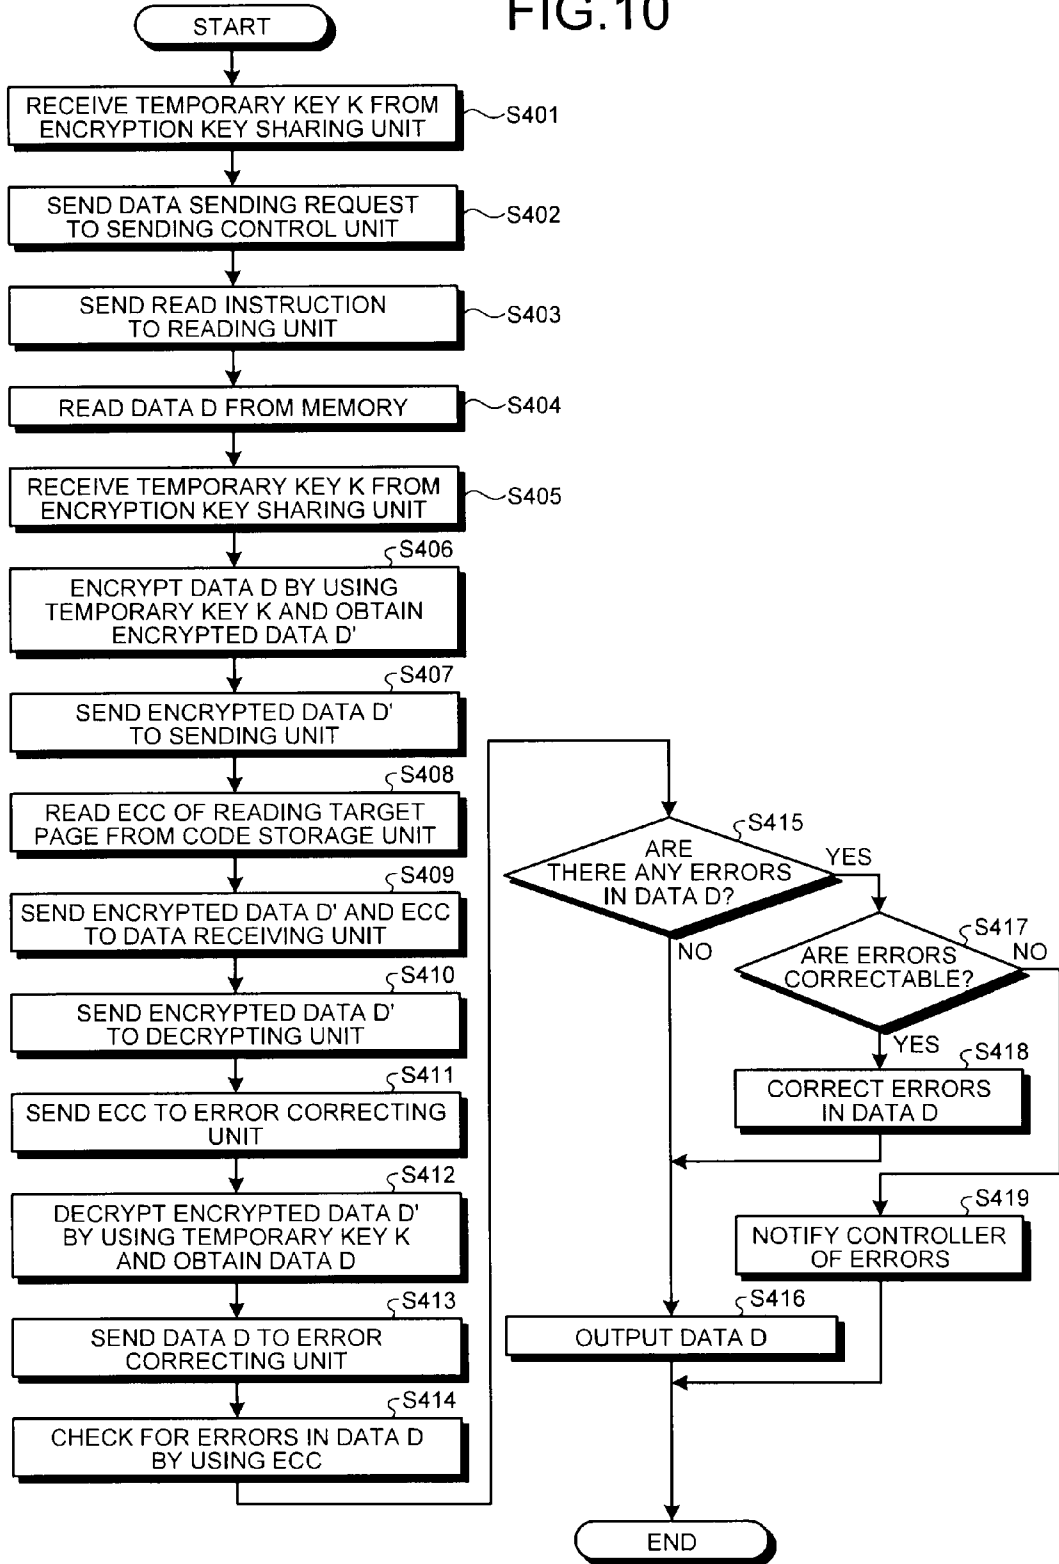 FIG.10
START
RECEIVE TEMPORARY KEY K FROM
ENCRYPTION KEY SHARING UNIT
S401
SEND DATA SENDING REQUEST
TO SENDING CONTROL UNIT
S402
SEND READ INSTRUCTION
TO READING UNIT
S403
READ DATA D FROM MEMORY
S404
RECEIVE TEMPORARY KEY K FROM
ENCRYPTION KEY SHARING UNIT
S405
S406
ENCRYPT DATA D BY USING
TEMPORARY KEY K AND OBTAIN
ENCRYPTED DATA D'
S407
SEND ENCRYPTED DATA D'
TO SENDING UNIT
S408
READ ECC OF READING TARGET
PAGE FROM CODE STORAGE UNIT
S409
SEND ENCRYPTED DATA D' AND ECC
TO DATA RECEIVING UNIT
S410
SEND ENCRYPTED DATA D'
TO DECRYPTING UNIT
S411
SEND ECC TO ERROR CORRECTING
UNIT
S412
DECRYPT ENCRYPTED DATA D'
BY USING TEMPORARY KEY K
AND OBTAIN DATA D
S413
SEND DATA D TO ERROR
CORRECTING UNIT
S414
CHECK FOR ERRORS IN DATA D
BY USING ECC
S415
ARE
THERE ANY ERRORS
IN DATA D?
YES
NO
S417
ARE ERRORS
CORRECTABLE?
NO
YES
S418
CORRECT ERRORS
IN DATA D
S419
NOTIFY CONTROLLER
OF ERRORS
S416
OUTPUT DATA D
END